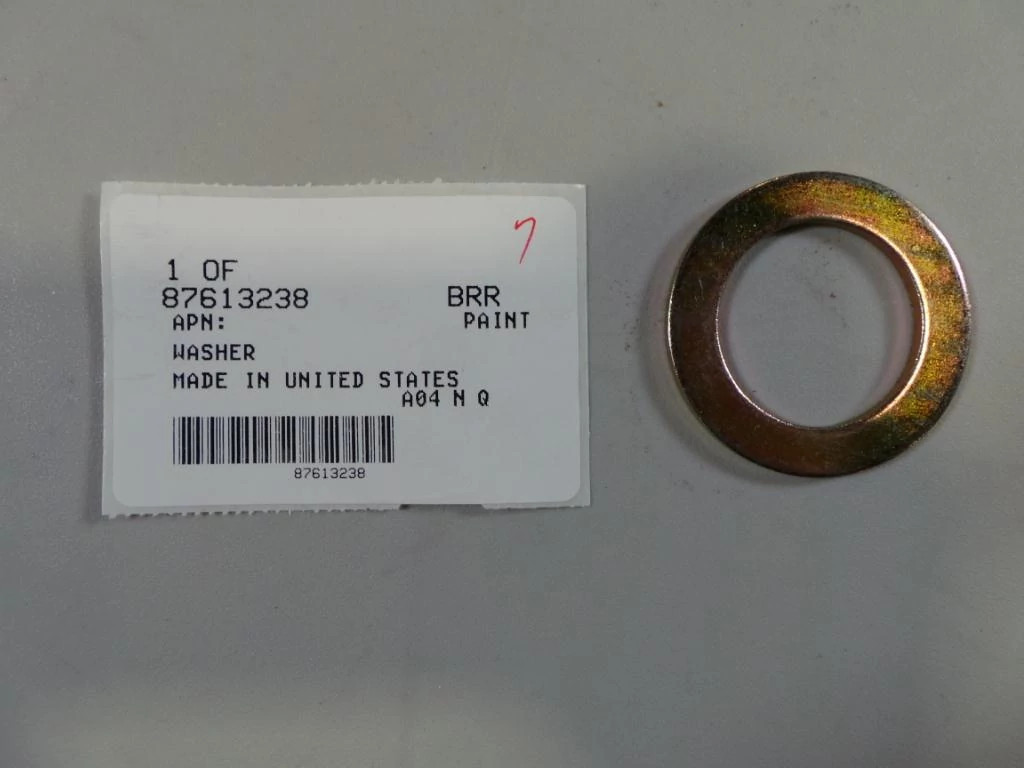 7
1 OF
87613238 BRR
APN: PAINT
WASHER
MADE IN UNITED STATES
A04 N Q
87613238